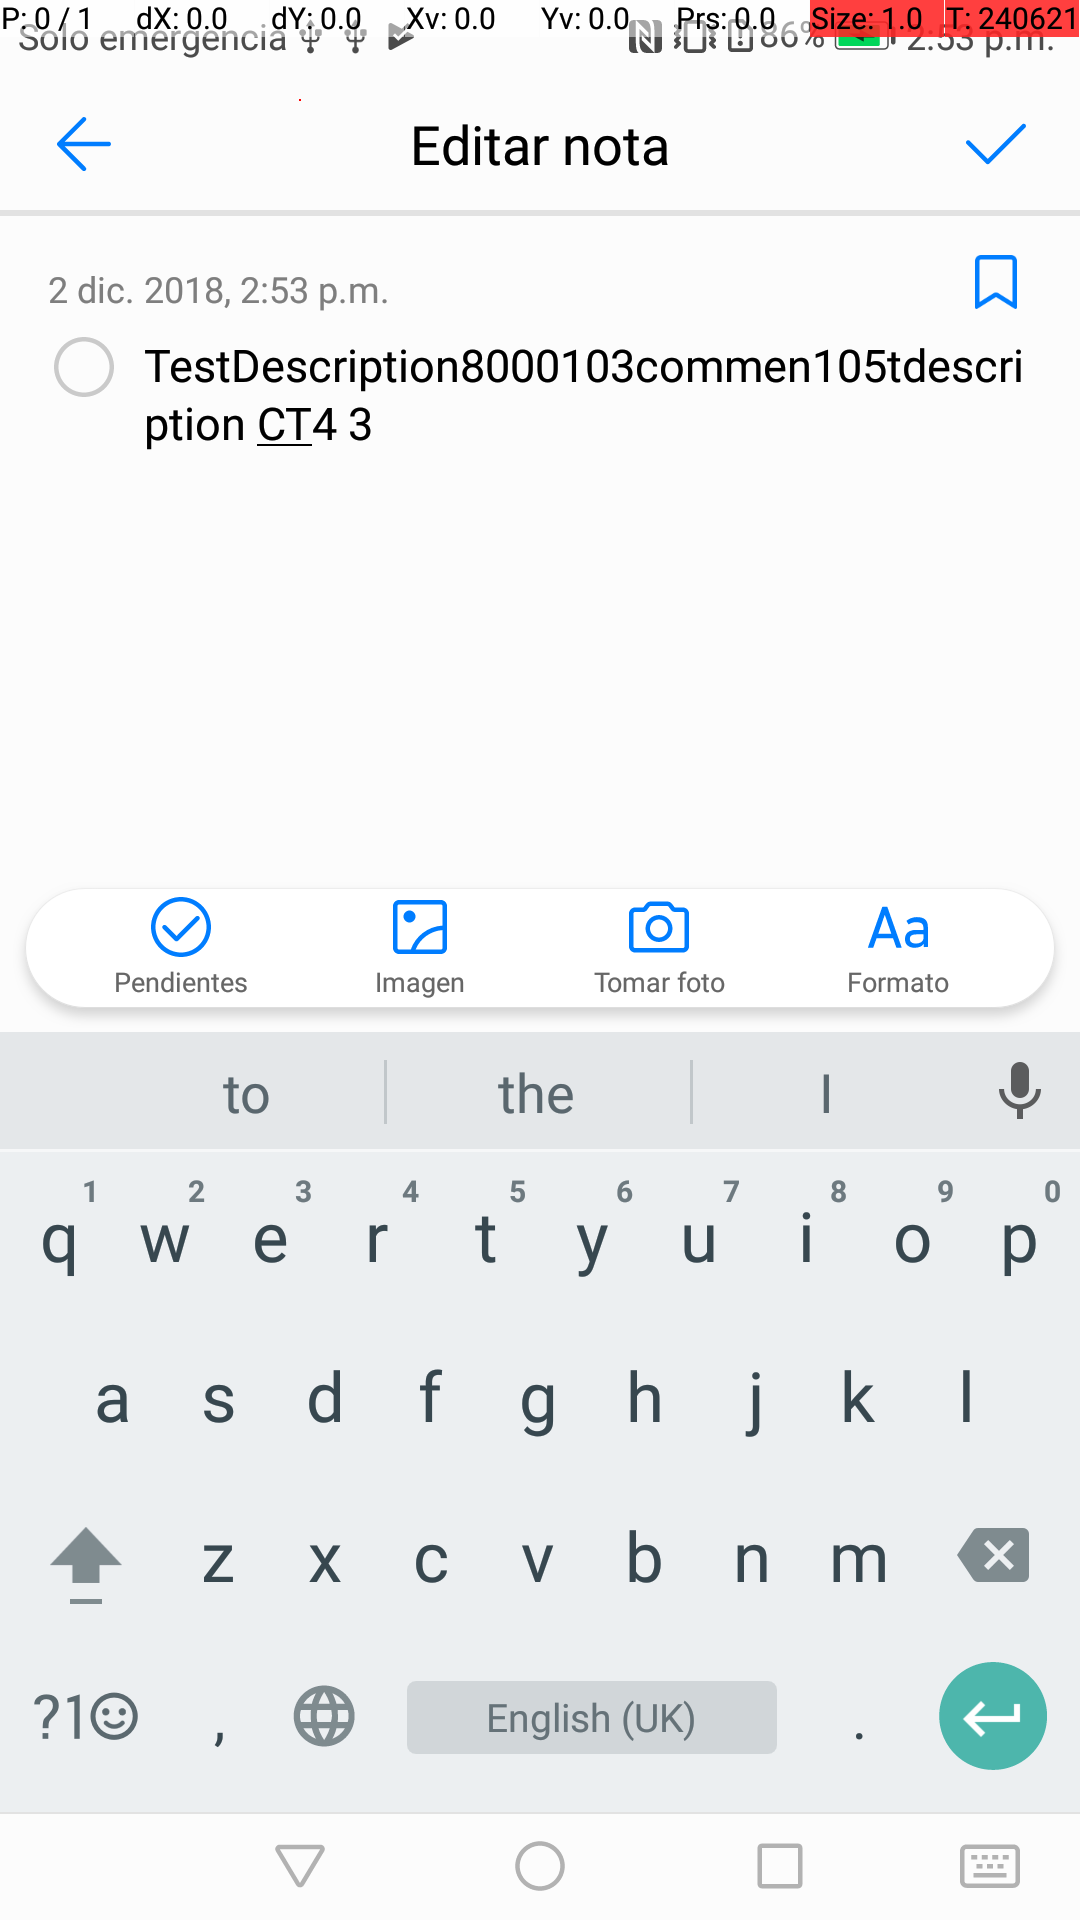 P: 0 / 1 dX: 0.0 dY: 0.0 Xv: 0.0 Yv: 0.0 Prs: 0.0 Size: 1.0 T: 240621
Solo emergencia 86% 2:53 p.m.
Editar nota
2 dic. 2018, 2:53 p.m.
TestDescription8000103commen105tdescri
ption CT4 3
Pendientes Imagen Tomar foto Aa Formato
to the I
1 2 3 4 5 6 7 8 9 0
q w e r t y u i o p
a s d f g h j k l
z x c v b n m
?1 , English (UK) .